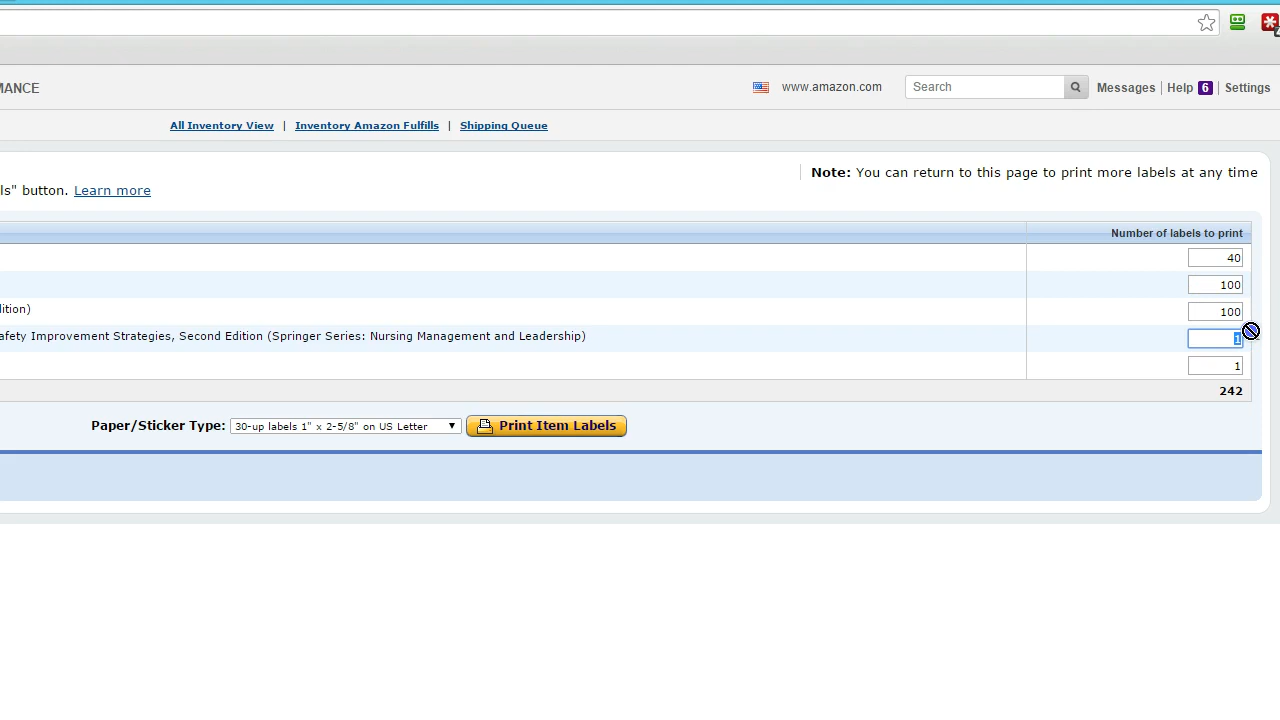 MANCE
www.amazon.com
Search
Messages | Help 6 | Settings
All Inventory View | Inventory Amazon Fulfills | Shipping Queue
Note: You can return to this page to print more labels at any time
ls" button. Learn more
Number of labels to print
40
100
dition)
100
afety Improvement Strategies, Second Edition (Springer Series: Nursing Management and Leadership)
1
1
242
Paper/Sticker Type: 30-up labels 1" x 2-5/8" on US Letter
Print Item Labels